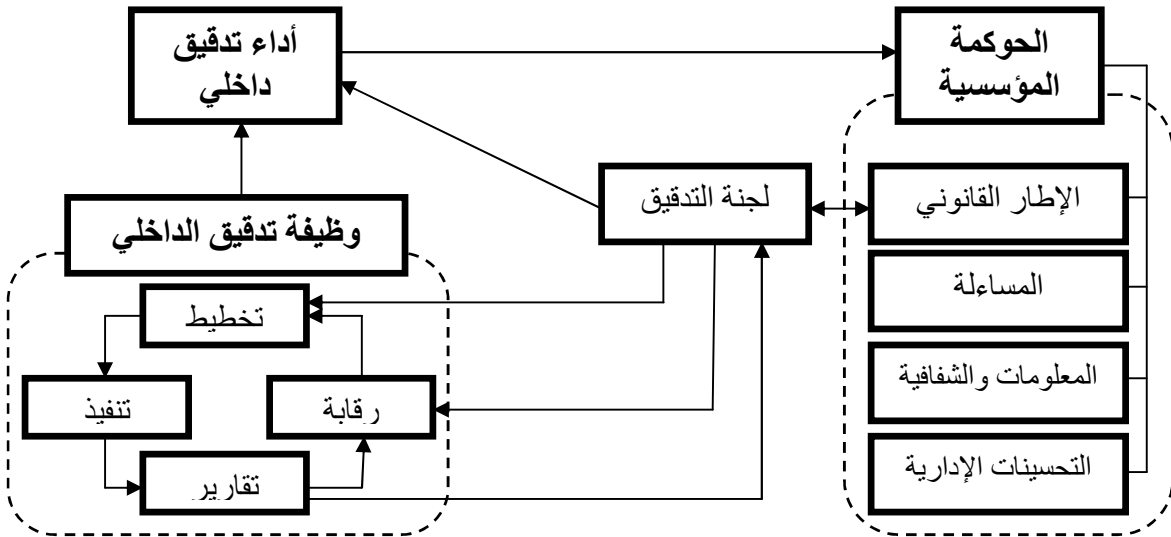 الحوكمة
المؤسسية
أداء تدقيق
داخلي
الإطار القانوني
لجنة التدقيق
وظيفة تدقيق الداخلي
المساءلة
تخطيط
المعلومات والشفافية
رقابة
تنفيذ
التحسينات الإدارية
تقارير